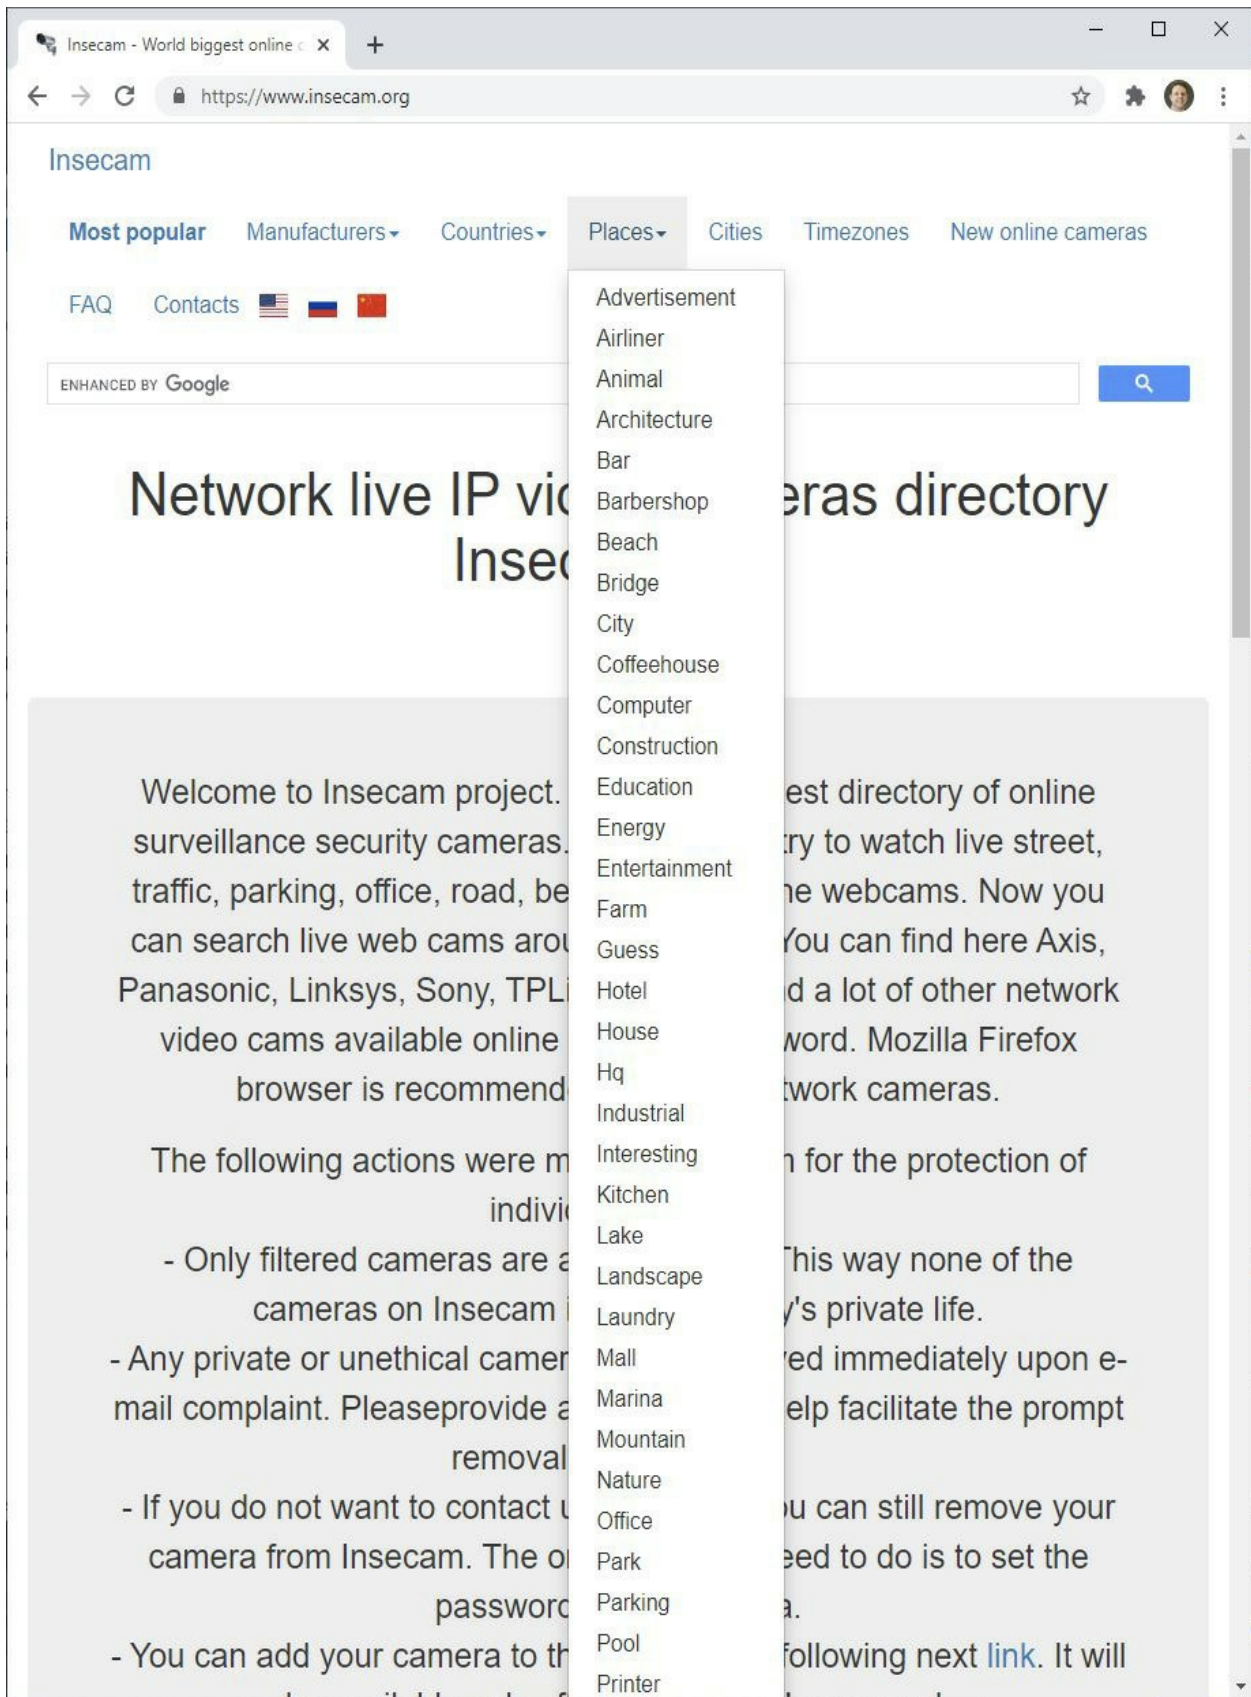 Insecam - World biggest online c
https://www.insecam.org
Insecam
Most popular Manufacturers Countries Places Cities Timezones New online cameras
FAQ Contacts
ENHANCED BY Google
Advertisement
Airliner
Animal
Architecture
Bar
Barbershop
Beach
Bridge
City
Coffeehouse
Computer
Construction
Education
Energy
Entertainment
Farm
Guess
Hotel
House
Hq
Industrial
Interesting
Kitchen
Lake
Landscape
Laundry
Mall
Marina
Mountain
Nature
Office
Park
Parking
Pool
Printer
Network live IP vi eras directory
Insec
Welcome to Insecam project. est directory of online
surveillance security cameras. try to watch live street,
traffic, parking, office, road, be ne webcams. Now you
can search live web cams arou You can find here Axis,
Panasonic, Linksys, Sony, TPLi d a lot of other network
video cams available online word. Mozilla Firefox
browser is recommend twork cameras.
The following actions were m for the protection of
indivi
- Only filtered cameras are a This way none of the
cameras on Insecam y's private life.
- Any private or unethical camer ved immediately upon e-
mail complaint. Pleaseprovide a elp facilitate the prompt
removal
- If you do not want to contact u u can still remove your
camera from Insecam. The o eed to do is to set the
password a.
- You can add your camera to th following next link. It will